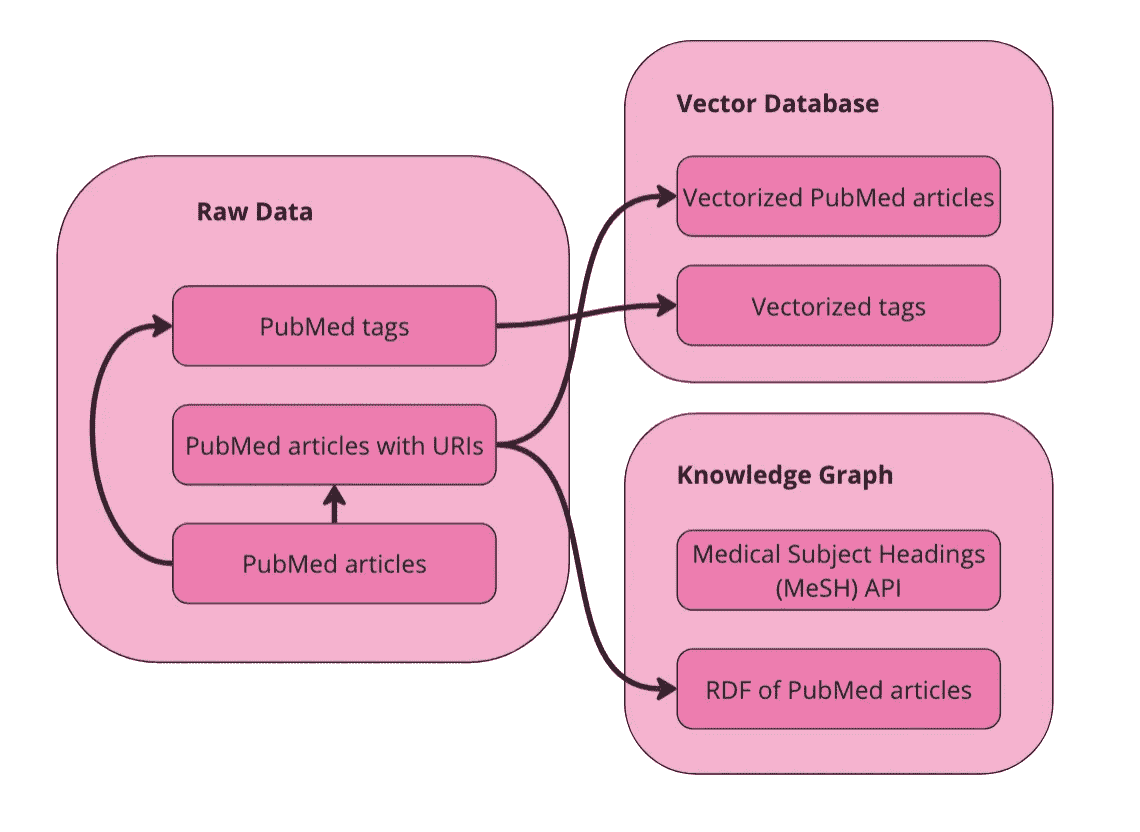 Raw Data
PubMed tags
PubMed articles with URIs
PubMed articles
Vector Database
Vectorized PubMed articles
Vectorized tags
Knowledge Graph
Medical Subject Headings
(MeSH) API
RDF of PubMed articles